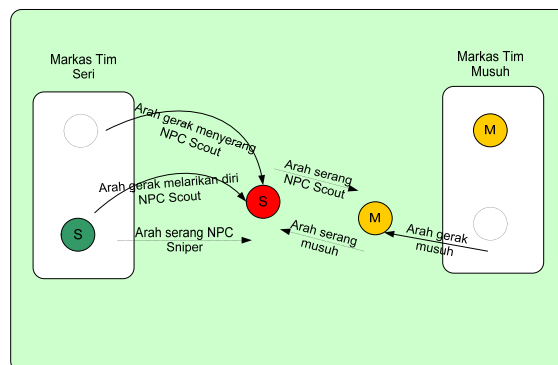 Markas Tim
Seri
Markas Tim
Musuh
M
Arah gerak menyerang
NPC Scout
Arah serang
NPC Scout
Arah gerak melarikan diri
NPC Scout
S
M
S
Arah serang NPC
Sniper
Arah serang
musuh
Arah gerak
musuh